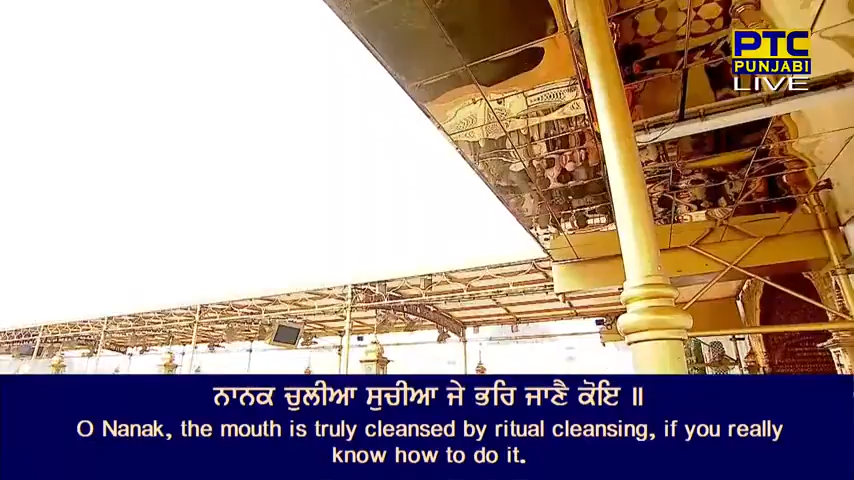 PTC
PUNJABI
LIVE
ਨਾਨਕ ਚੁਲੀਆ ਸੁਚੀਆ ਜੇ ਭਰਿ ਜਾਣੈ ਕੋਇ ॥
O Nanak, the mouth is truly cleansed by ritual cleansing, if you really
know how to do it.